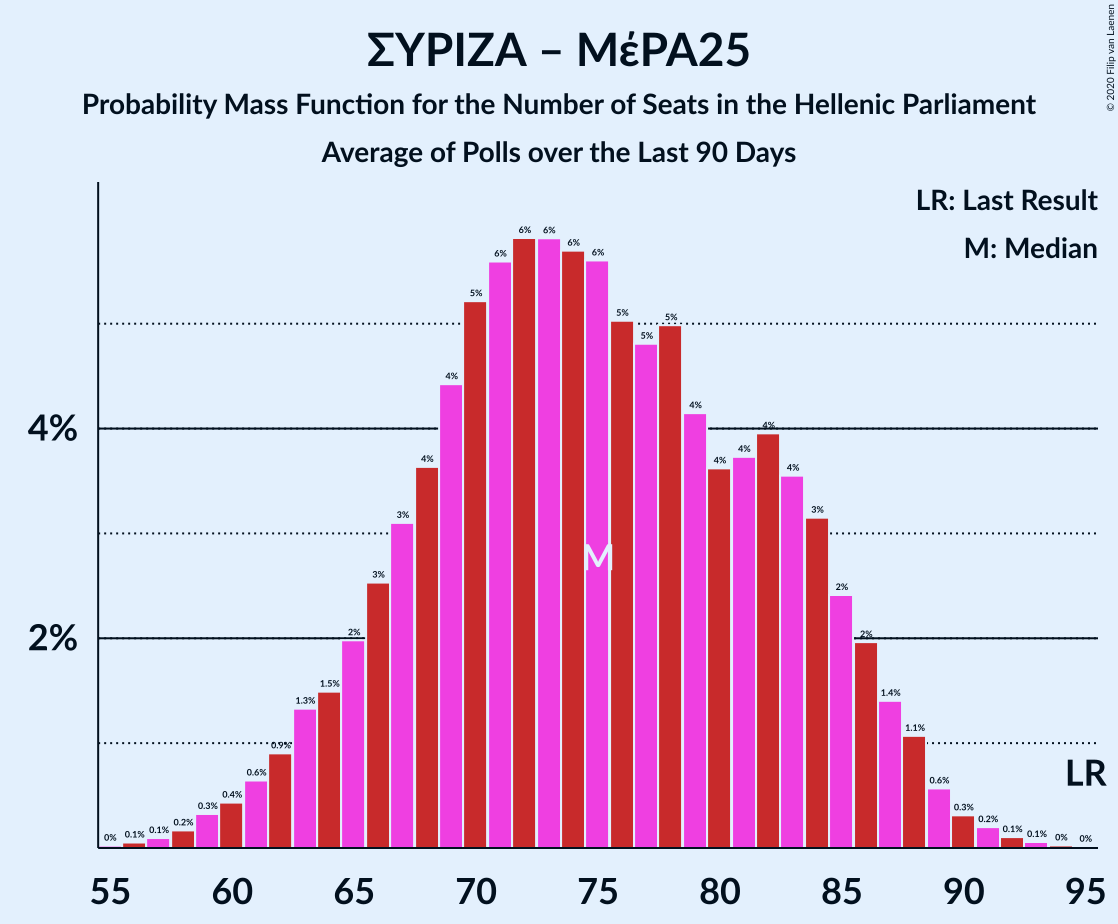 ΣΥΡΙΖΑ – ΜέΡΑ25
Probability Mass Function for the Number of Seats in the Hellenic Parliament
Average of Polls over the Last 90 Days
© 2020 Filip van Laenen
LR: Last Result
M: Median
4%
2%
0% 0.1% 0.1% 0.2% 0.3% 0.4% 0.6% 0.9% 1.3% 1.5% 2% 3% 3% 4% 4% 5% 6% 6% 6% 6% 6% 5% 5% 5% 4% 4% 4% 4% 4% 3% 2% 2% 1.4% 1.1% 0.6% 0.3% 0.2% 0.1% 0.1% 0% 0%
M
LR
55 60 65 70 75 80 85 90 95